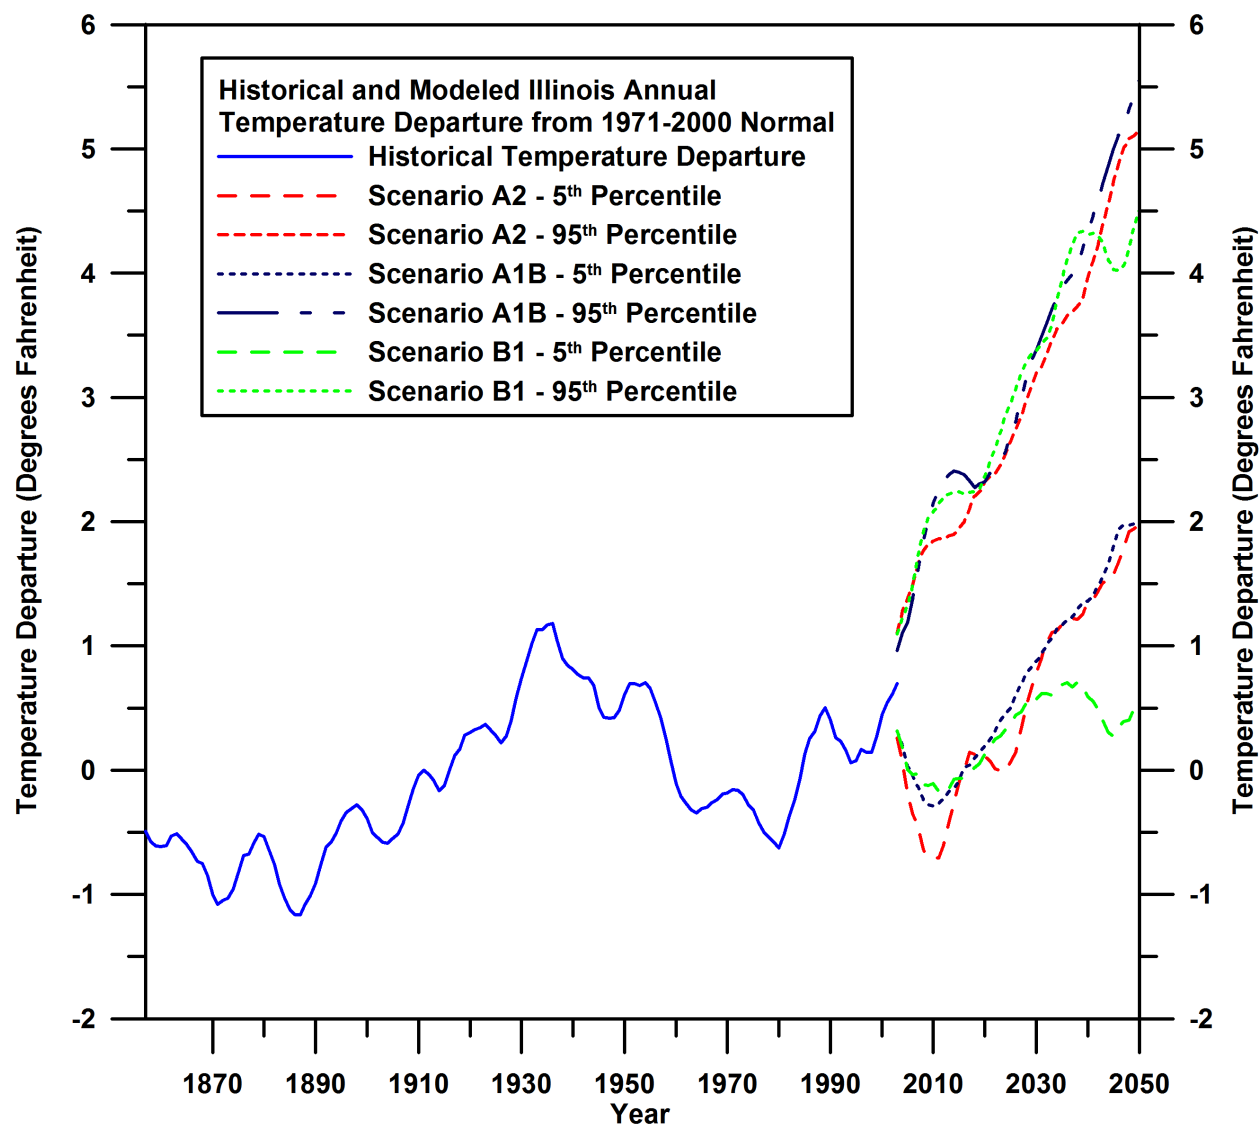 Historical and Modeled Illinois Annual
Temperature Departure from 1971-2000 Normal
Historical Temperature Departure
Scenario A2 - 5th Percentile
Scenario A2 - 95th Percentile
Scenario A1B - 5th Percentile
Scenario A1B - 95th Percentile
Scenario B1 - 5th Percentile
Scenario B1 - 95th Percentile
Temperature Departure (Degrees Fahrenheit)
6
5
4
3
2
1
0
-1
-2
6
5
4
3
2
1
0
-1
-2
Temperature Departure (Degrees Fahrenheit)
1870 1890 1910 1930 1950 1970 1990 2010 2030 2050
Year